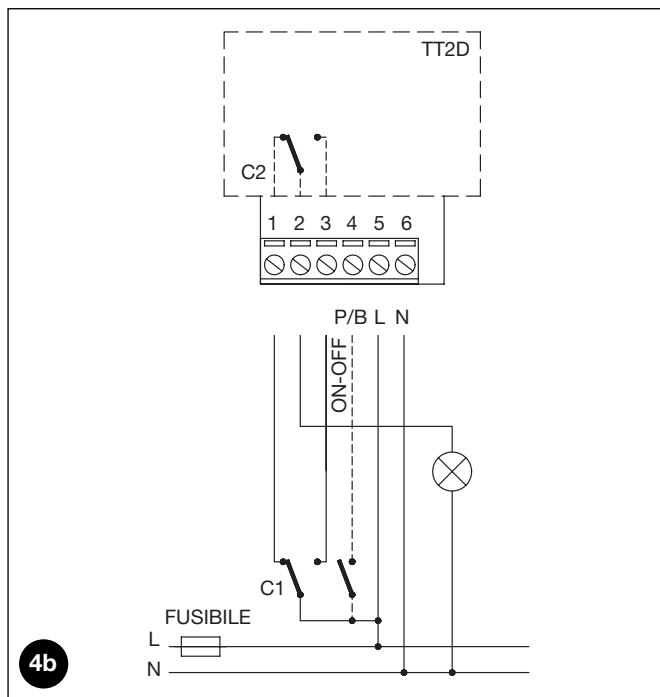 TT2D
C2
1 2 3 4 5 6
P/B L N
ON-OFF
C1
FUSIBILE
L
N
4b